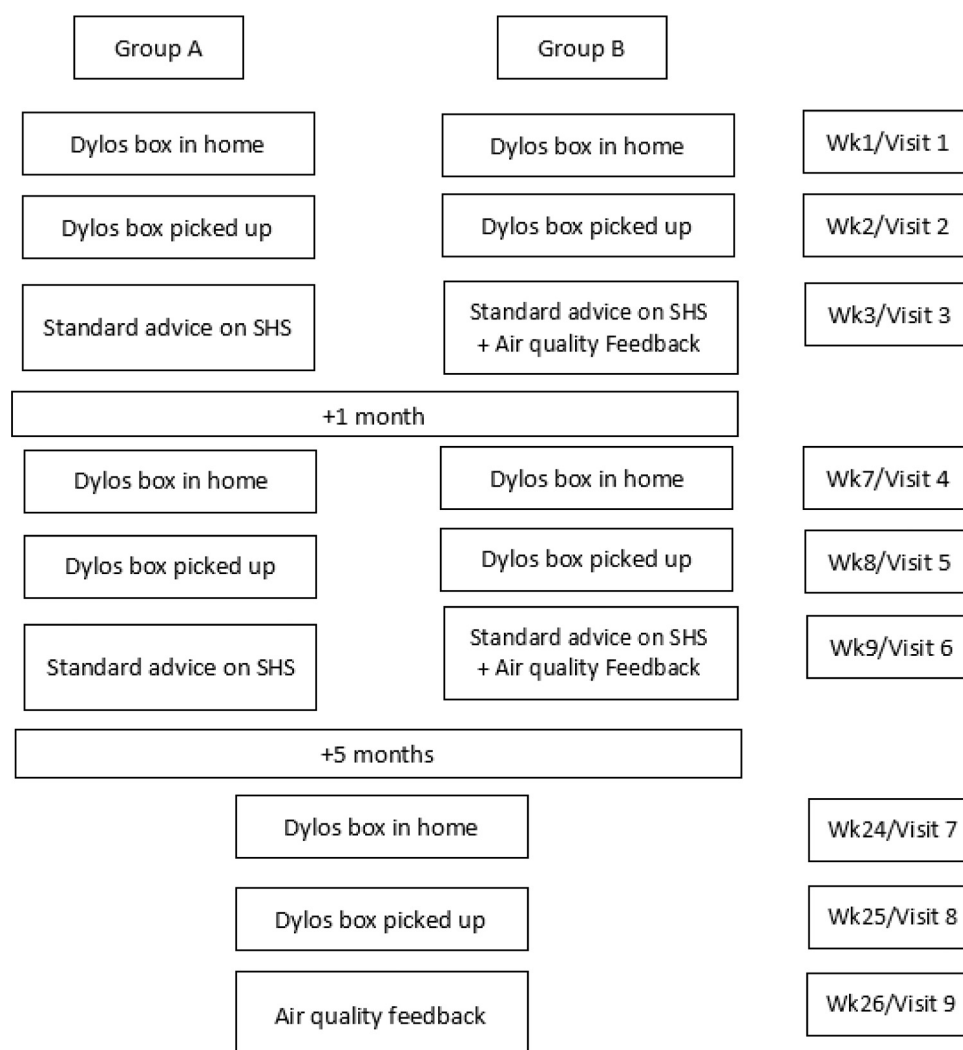 Group A
Group B
Dylos box in home
Dylos box in home
Wk1/Visit 1
Dylos box picked up
Dylos box picked up
Wk2/Visit 2
Standard advice on SHS
Standard advice on SHS
+ Air quality Feedback
Wk3/Visit 3
+1 month
Dylos box in home
Dylos box in home
Wk7/Visit 4
Dylos box picked up
Dylos box picked up
Wk8/Visit 5
Standard advice on SHS
Standard advice on SHS
+ Air quality Feedback
Wk9/Visit 6
+5 months
Dylos box in home
Wk24/Visit 7
Dylos box picked up
Wk25/Visit 8
Air quality feedback
Wk26/Visit 9